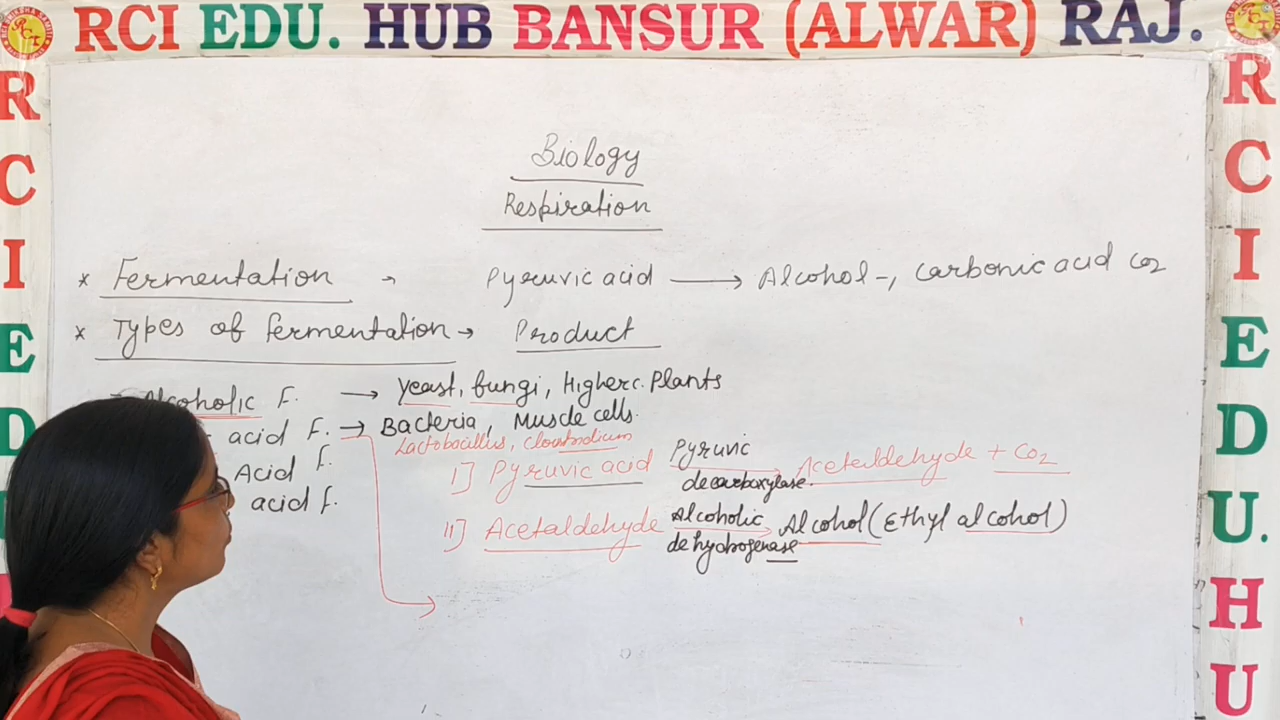 RCI EDU. HUB BANSUR (ALWAR) RAJ.
R C I E D
R C I E D U. H U
Biology
Respiration
* Fermentation → Pyruvic acid → Alcohol -, Carbonic acid CO2
* Types of fermentation → Product
Alcoholic F. → Yeast, fungi, Higher c. Plants
acid F. → Bacteria, Muscle cells.
Lactobacillus, Clostridium
Acid f.
acid f.
I] Pyruvic acid Pyruvic decarboxylase. Acetaldehyde + CO2
II] Acetaldehyde Alcoholic dehydrogenase Alcohol (Ethyl alcohol)